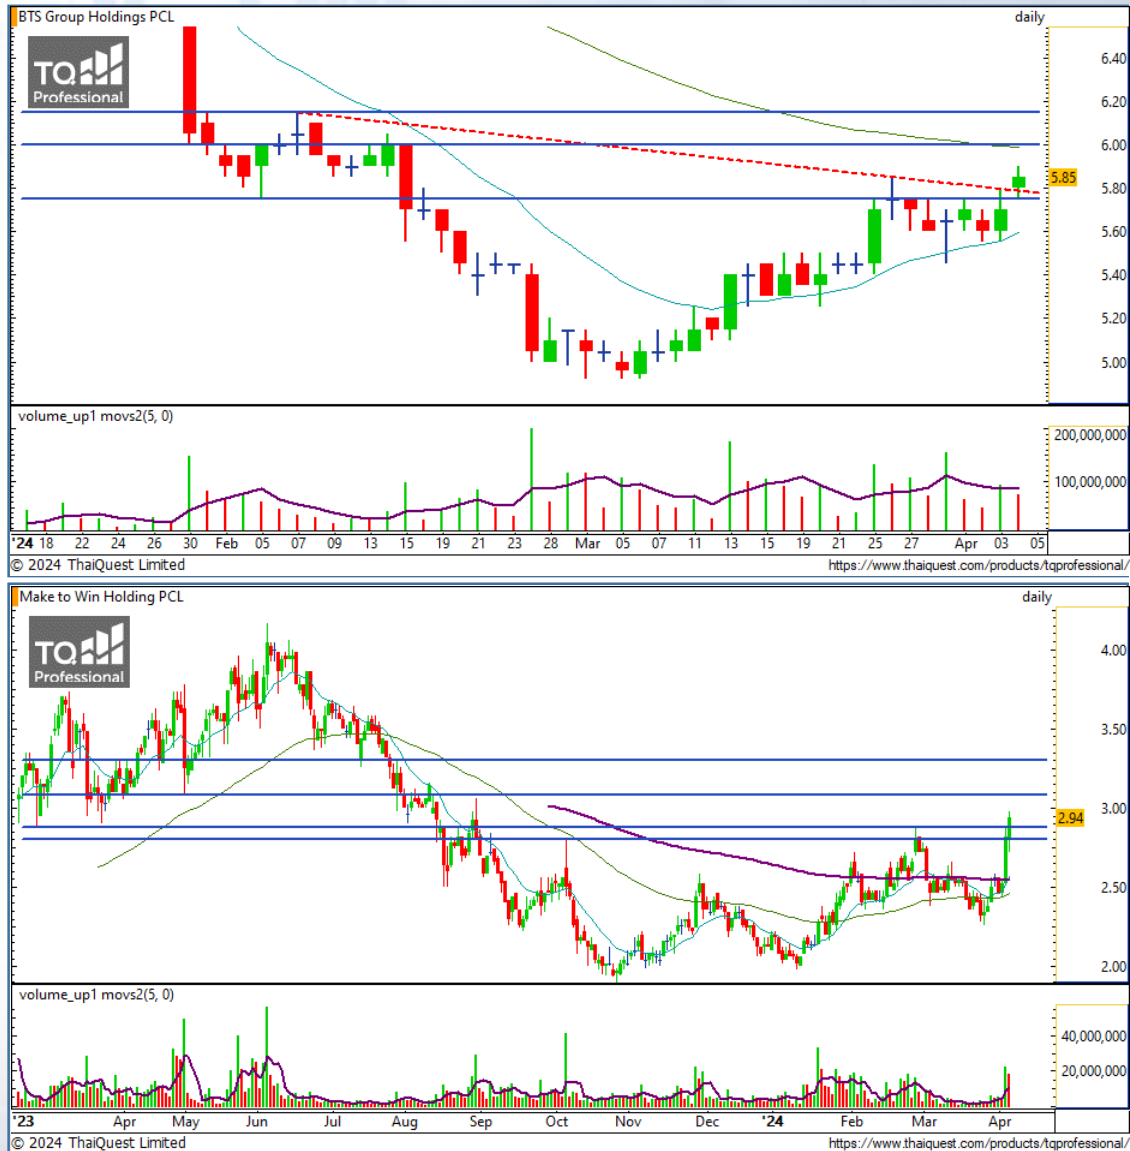 BTS Group Holdings PCL daily
TQ
Professional
6.40
6.20
6.00
5.85
5.80
5.60
5.40
5.20
5.00
volume_up1 movs2(5, 0)
200,000,000
100,000,000
'24 18 22 24 26 30 Feb 05 07 09 13 15 19 21 23 28 Mar 05 07 11 13 15 19 21 25 27 Apr 03 05
© 2024 ThaiQuest Limited https://www.thaiquest.com/products/tqprofessional/
Make to Win Holding PCL daily
TQ
Professional
4.00
3.50
3.00
2.94
2.50
2.00
volume_up1 movs2(5, 0)
40,000,000
20,000,000
'23 Apr May Jun Jul Aug Sep Oct Nov Dec '24 Feb Mar Apr
© 2024 ThaiQuest Limited https://www.thaiquest.com/products/tqprofessional/